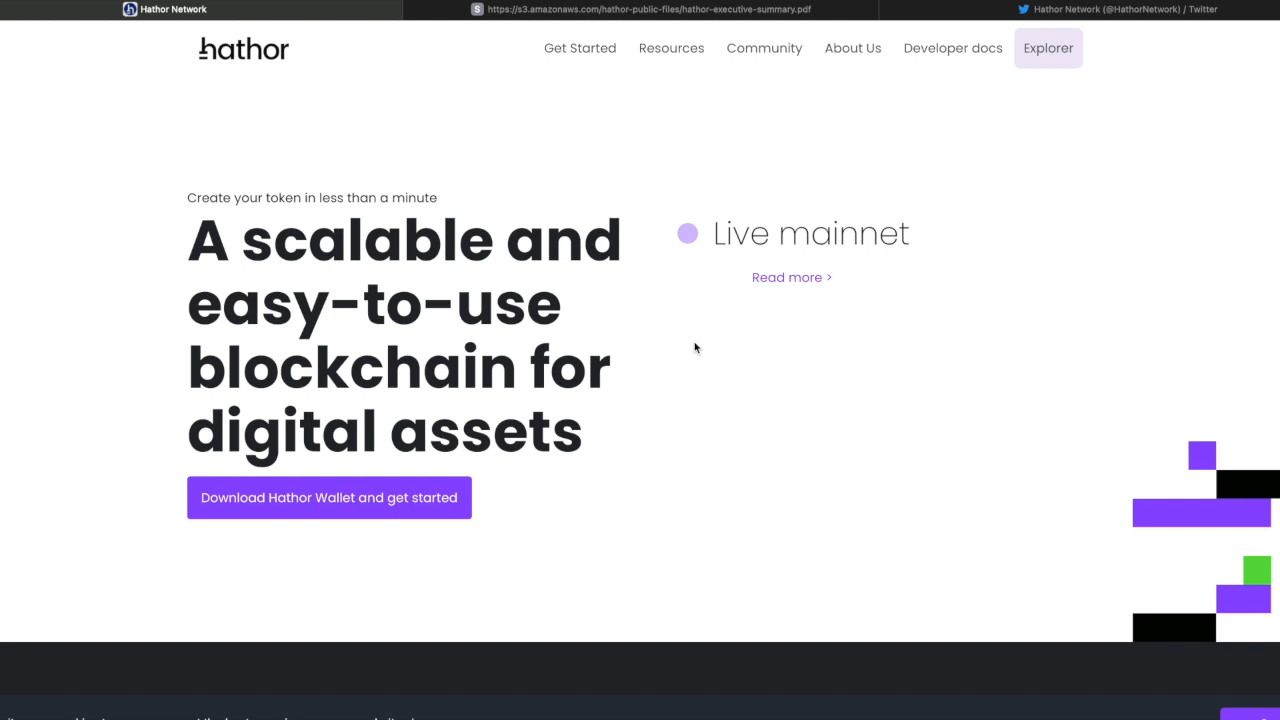 Hathor Network
https://s3.amazonaws.com/hathor-public-files/hathor-executive-summary.pdf
Hathor Network (@HathorNetwork) / Twitter
hathor
Get Started
Resources
Community
About Us
Developer docs
Explorer
Create your token in less than a minute
A scalable and
easy-to-use
blockchain for
digital assets
Download Hathor Wallet and get started
Live mainnet
Read more >